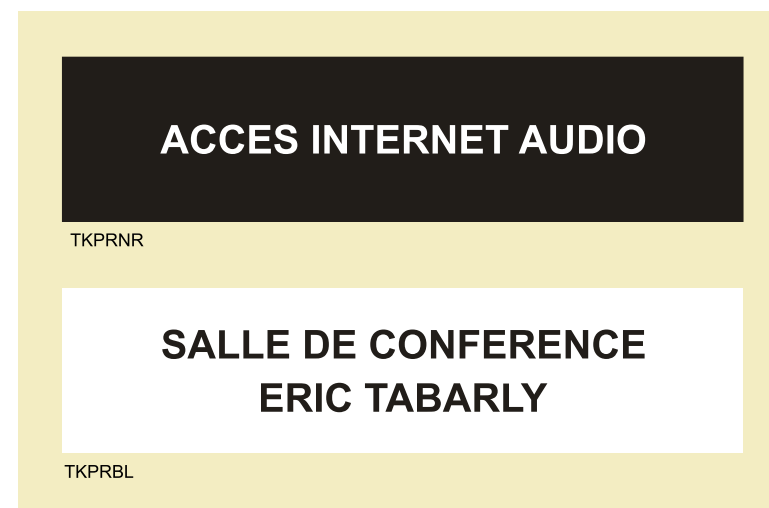 ACCES INTERNET AUDIO
TKPRNR
SALLE DE CONFERENCE
ERIC TABARLY
TKPRBL